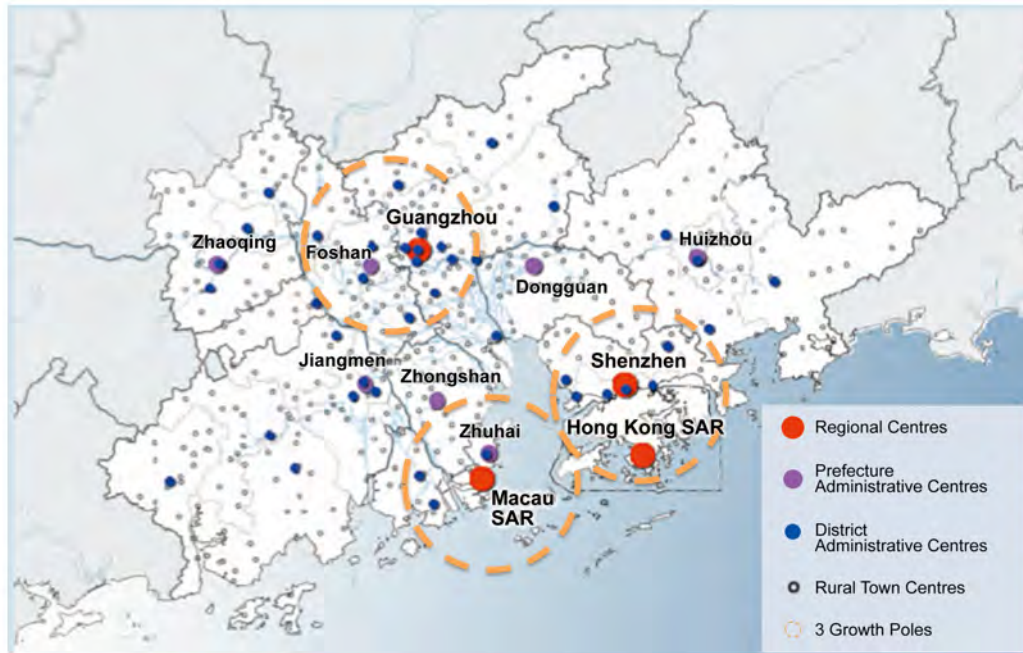 Guangzhou
Zhaoqing
Foshan
Huizhou
Dongguan
Jiangmen
Shenzhen
Zhongshan
Zhuhai
Hong Kong SAR
Macau
SAR
Regional Centres
Prefecture
Administrative Centres
District
Administrative Centres
Rural Town Centres
3 Growth Poles